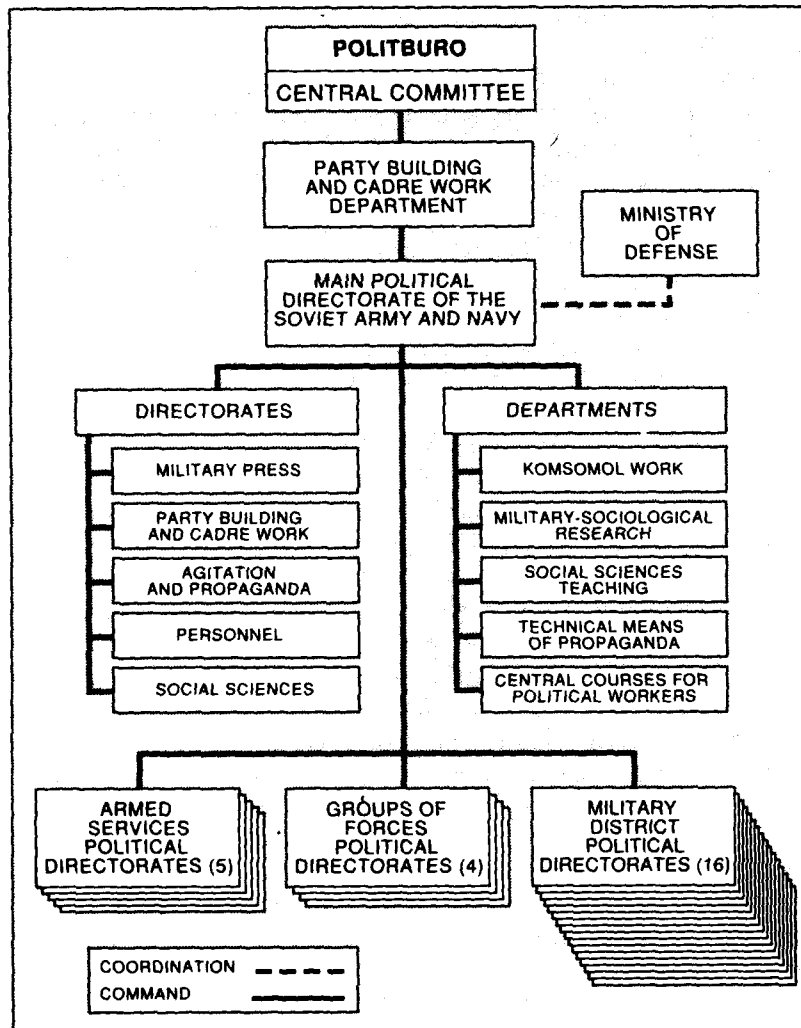 POLITBURO
CENTRAL COMMITTEE
PARTY BUILDING
AND CADRE WORK
DEPARTMENT
MINISTRY
OF
DEFENSE
MAIN POLITICAL
DIRECTORATE OF THE
SOVIET ARMY AND NAVY
DIRECTORATES
MILITARY PRESS
PARTY BUILDING
AND CADRE WORK
AGITATION
AND PROPAGANDA
PERSONNEL
SOCIAL SCIENCES
DEPARTMENTS
KOMSOMOL WORK
MILITARY-SOCIOLOGICAL
RESEARCH
SOCIAL SCIENCES
TEACHING
TECHNICAL MEANS
OF PROPAGANDA
CENTRAL COURSES FOR
POLITICAL WORKERS
ARMED
SERVICES
POLITICAL
DIRECTORATES (5)
GROUPS OF
FORCES
POLITICAL
DIRECTORATES (4)
MILITARY
DISTRICT
POLITICAL
DIRECTORATES (16)
COORDINATION
COMMAND